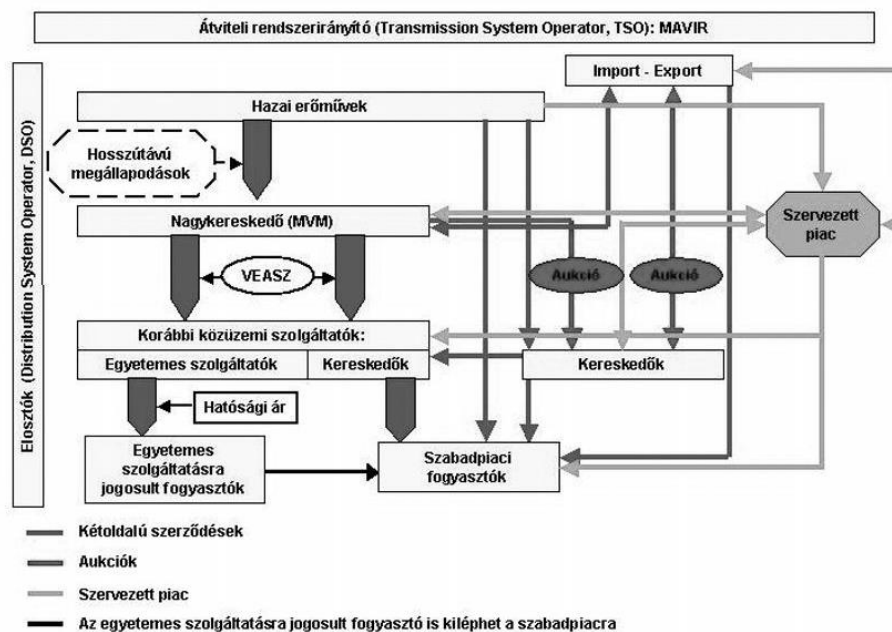 Átviteli rendszerirányító (Transmission System Operator, TSO): MAVIR
Elosztók (Distribution System Operator, DSO)
Import - Export
Hazai erőművek
Hosszútávú
megállapodások
Nagykereskedő (MVM)
Szervezett
piac
VEASZ
Aukció
Aukció
Korábbi közüzemi szolgáltatók:
Egyetemes szolgáltatók
Kereskedők
Kereskedők
Hatósági ár
Egyetemes
szolgáltatásra
jogosult fogyasztók
Szabadpiaci
fogyasztók
Kétoldalú szerződések
Aukciók
Szervezett piac
Az egyetemes szolgáltatásra jogosult fogyasztó is kiléphet a szabadpiacra